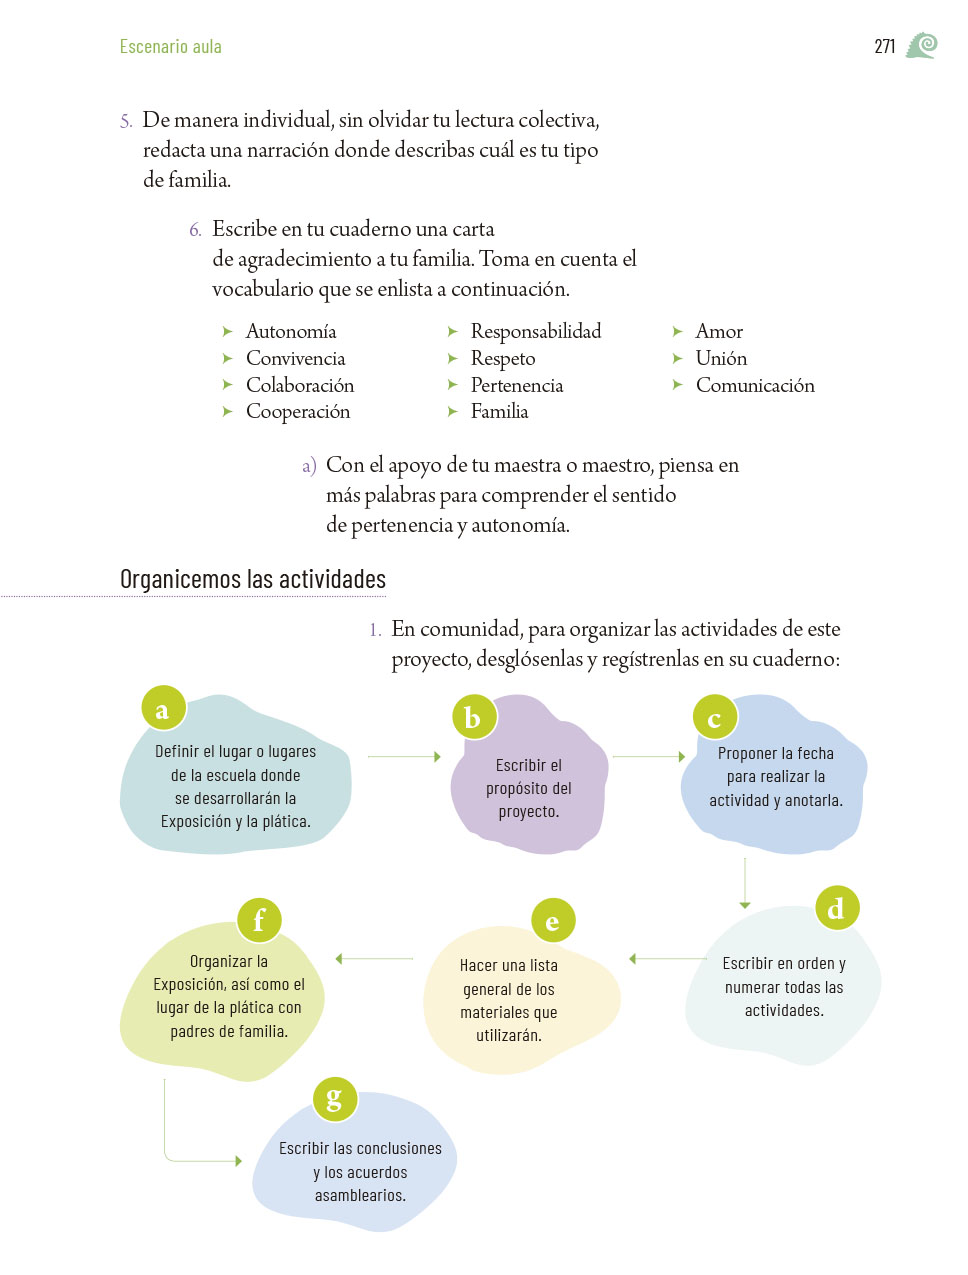 Escenario aula
271
5. De manera individual, sin olvidar tu lectura colectiva,
redacta una narración donde describas cuál es tu tipo
de familia.
6. Escribe en tu cuaderno una carta
de agradecimiento a tu familia. Toma en cuenta el
vocabulario que se enlista a continuación.
➤ Autonomía
➤ Convivencia
➤ Colaboración
➤ Cooperación
➤ Responsabilidad
➤ Respeto
➤ Pertenencia
➤ Familia
➤ Amor
➤ Unión
➤ Comunicación
a) Con el apoyo de tu maestra o maestro, piensa en
más palabras para comprender el sentido
de pertenencia y autonomía.
Organicemos las actividades
1. En comunidad, para organizar las actividades de este
proyecto, desglósenlas y regístrenlas en su cuaderno:
a
Definir el lugar o lugares
de la escuela donde
se desarrollarán la
Exposición y la plática.
b
Escribir el
propósito del
proyecto.
c
Proponer la fecha
para realizar la
actividad y anotarla.
d
Escribir en orden y
numerar todas las
actividades.
e
Hacer una lista
general de los
materiales que
utilizarán.
f
Organizar la
Exposición, así como el
lugar de la plática con
padres de familia.
g
Escribir las conclusiones
y los acuerdos
asamblearios.